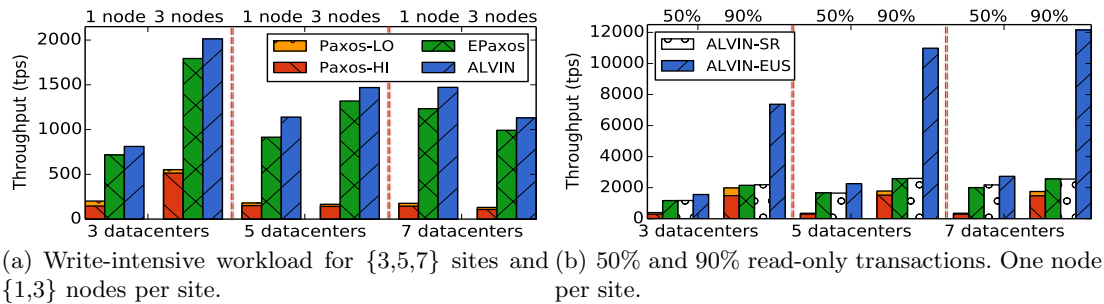 1 node 3 nodes 1 node 3 nodes 1 node 3 nodes
Throughput (tps)
2000
1500
1000
500
0
Paxos-LO
Paxos-HI
EPaxos
ALVIN
3 datacenters 5 datacenters 7 datacenters
(a) Write-intensive workload for {3,5,7} sites and
{1,3} nodes per site.
50% 90% 50% 90% 50% 90%
Throughput (tps)
12000
10000
8000
6000
4000
2000
0
ALVIN-SR
ALVIN-EUS
3 datacenters 5 datacenters 7 datacenters
(b) 50% and 90% read-only transactions. One node
per site.